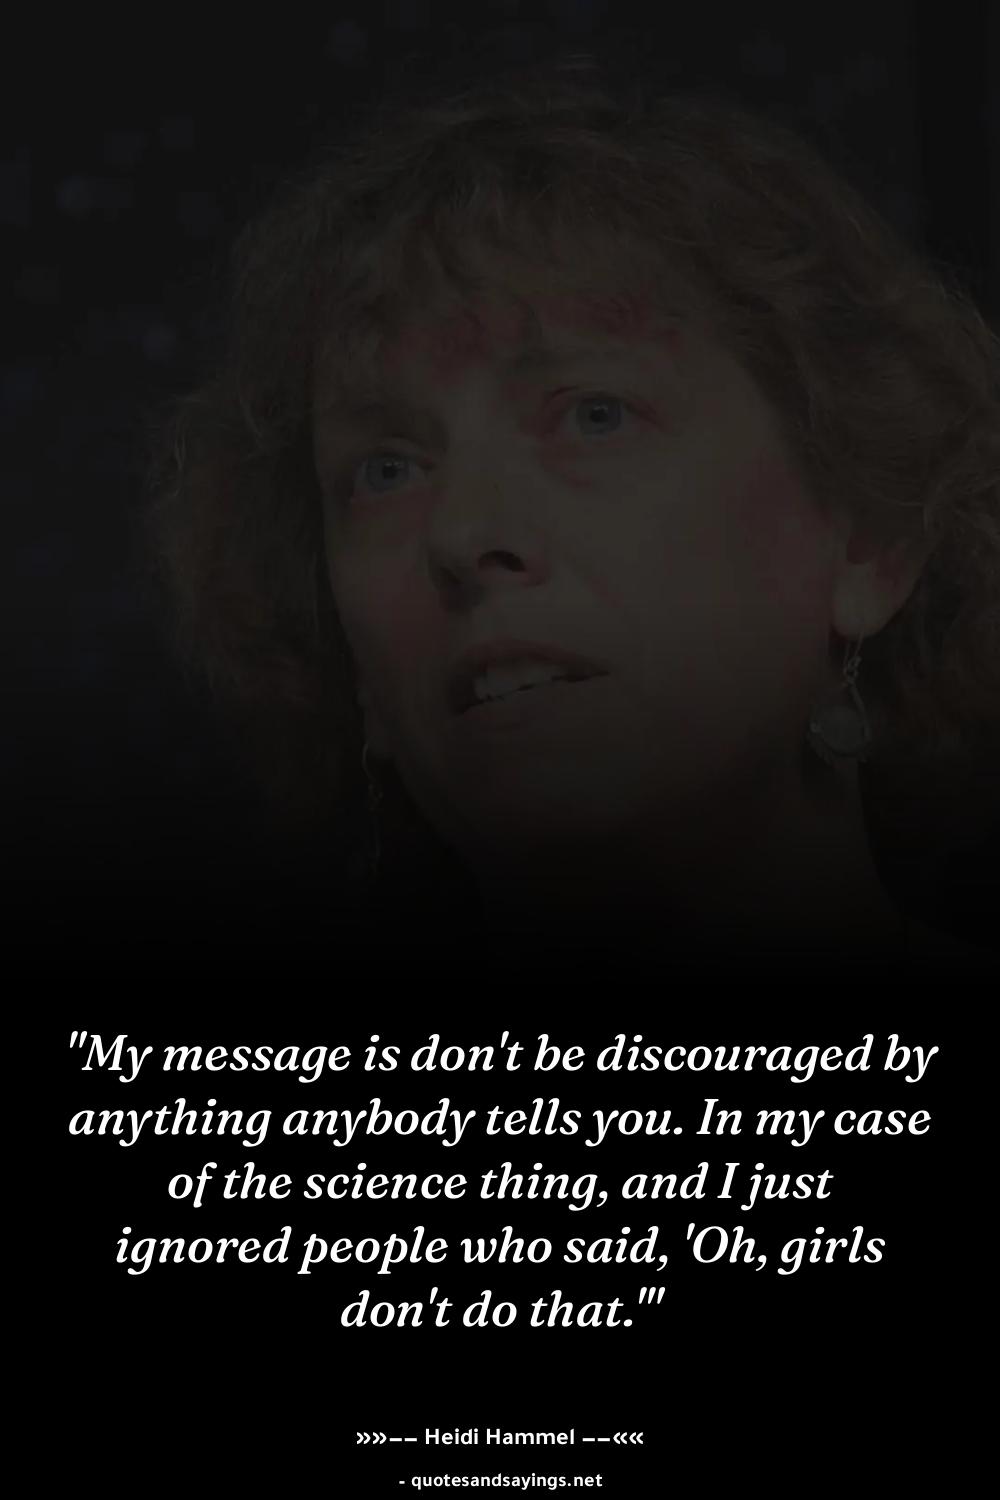 "My message is don't be discouraged by
anything anybody tells you. In my case
of the science thing, and I just
ignored people who said, 'Oh, girls
don't do that.'"
»»–– Heidi Hammel ––««
- quotesandsayings.net